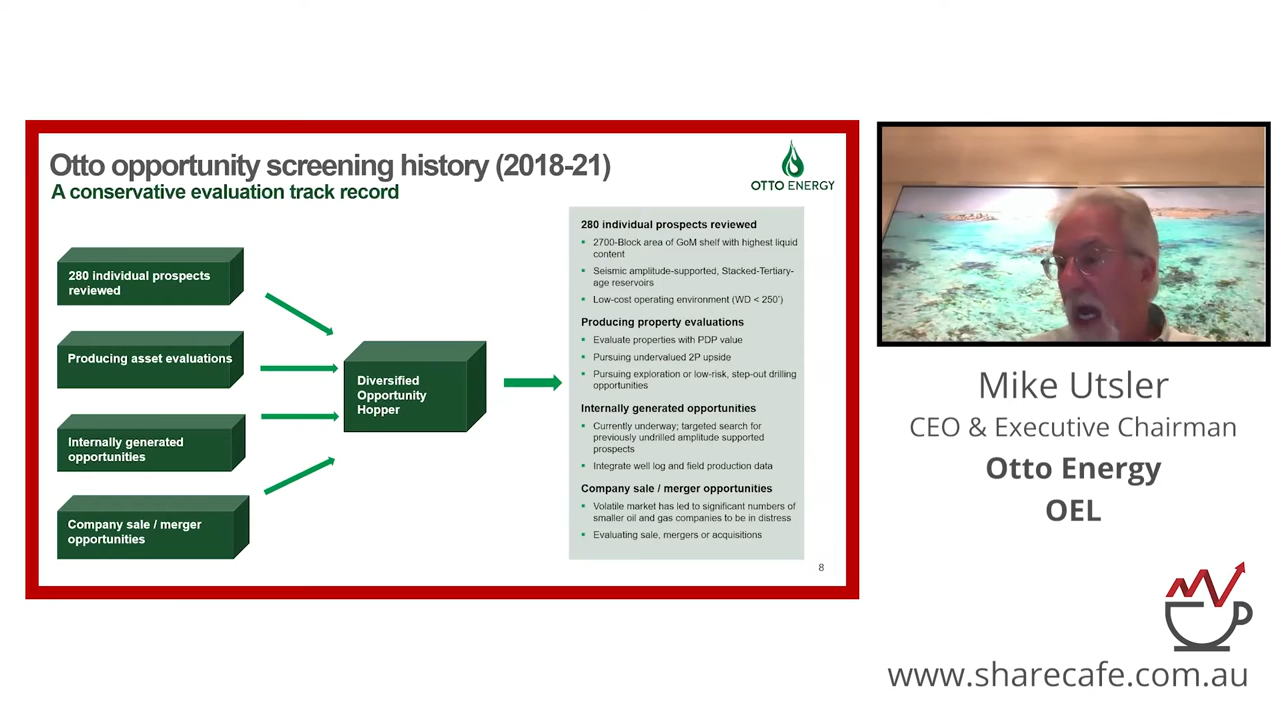 Otto opportunity screening history (2018-21)
A conservative evaluation track record
OTTO ENERGY
280 individual prospects
reviewed
Producing asset evaluations
Internally generated
opportunities
Company sale / merger
opportunities
Diversified
Opportunity
Hopper
280 individual prospects reviewed
▪ 2700-Block area of GoM shelf with highest liquid
content
▪ Seismic amplitude-supported, Stacked-Tertiary-
age reservoirs
▪ Low-cost operating environment (WD < 250')
Producing property evaluations
▪ Evaluate properties with PDP value
▪ Pursuing undervalued 2P upside
▪ Pursuing exploration or low-risk, step-out drilling
opportunities
Internally generated opportunities
▪ Currently underway; targeted search for
previously undrilled amplitude supported
prospects
▪ Integrate well log and field production data
Company sale / merger opportunities
▪ Volatile market has led to significant numbers of
smaller oil and gas companies to be in distress
▪ Evaluating sale, mergers or acquisitions
8
Mike Utsler
CEO & Executive Chairman
Otto Energy
OEL
www.sharecafe.com.au